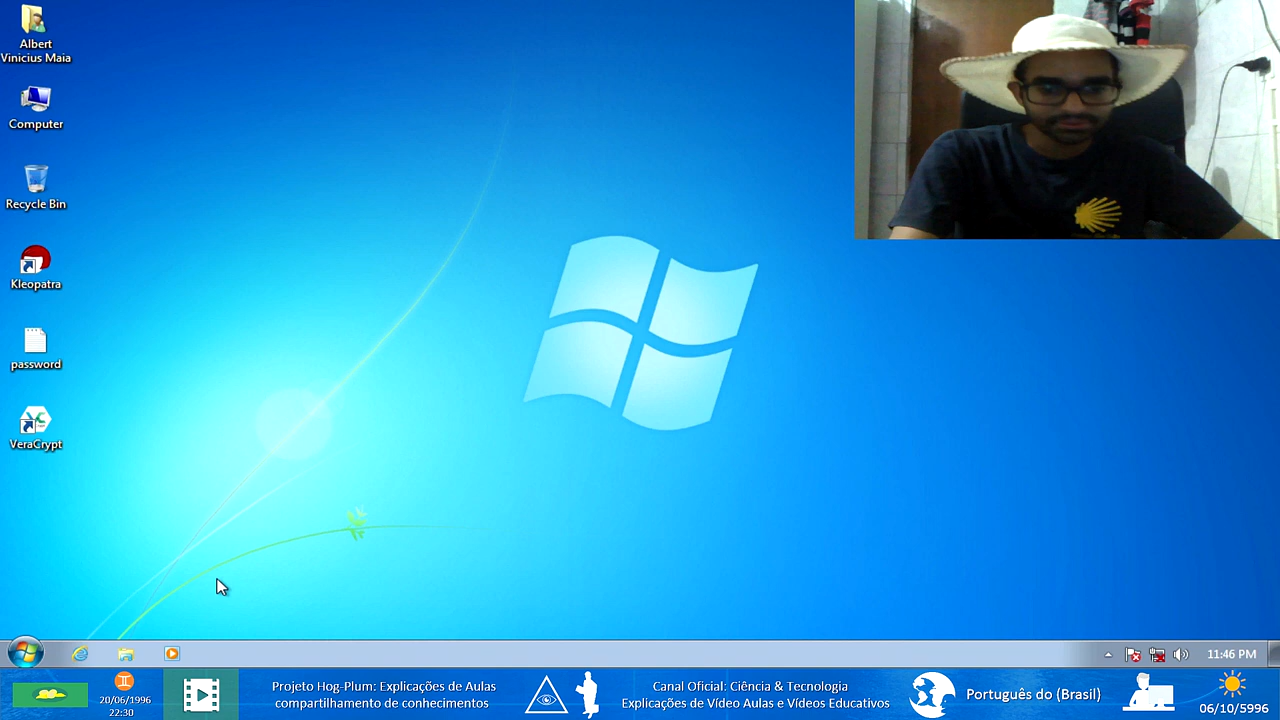 Albert
Vinicius Maia
Computer
Recycle Bin
Kleopatra
password
VeraCrypt
11:46 PM
20/06/1996
22:30
Projeto Hog-Plum: Explicações de Aulas
compartilhamento de conhecimentos
Canal Oficial: Ciência & Tecnologia
Explicações de Vídeo Aulas e Vídeos Educativos
Português do (Brasil)
06/10/5996